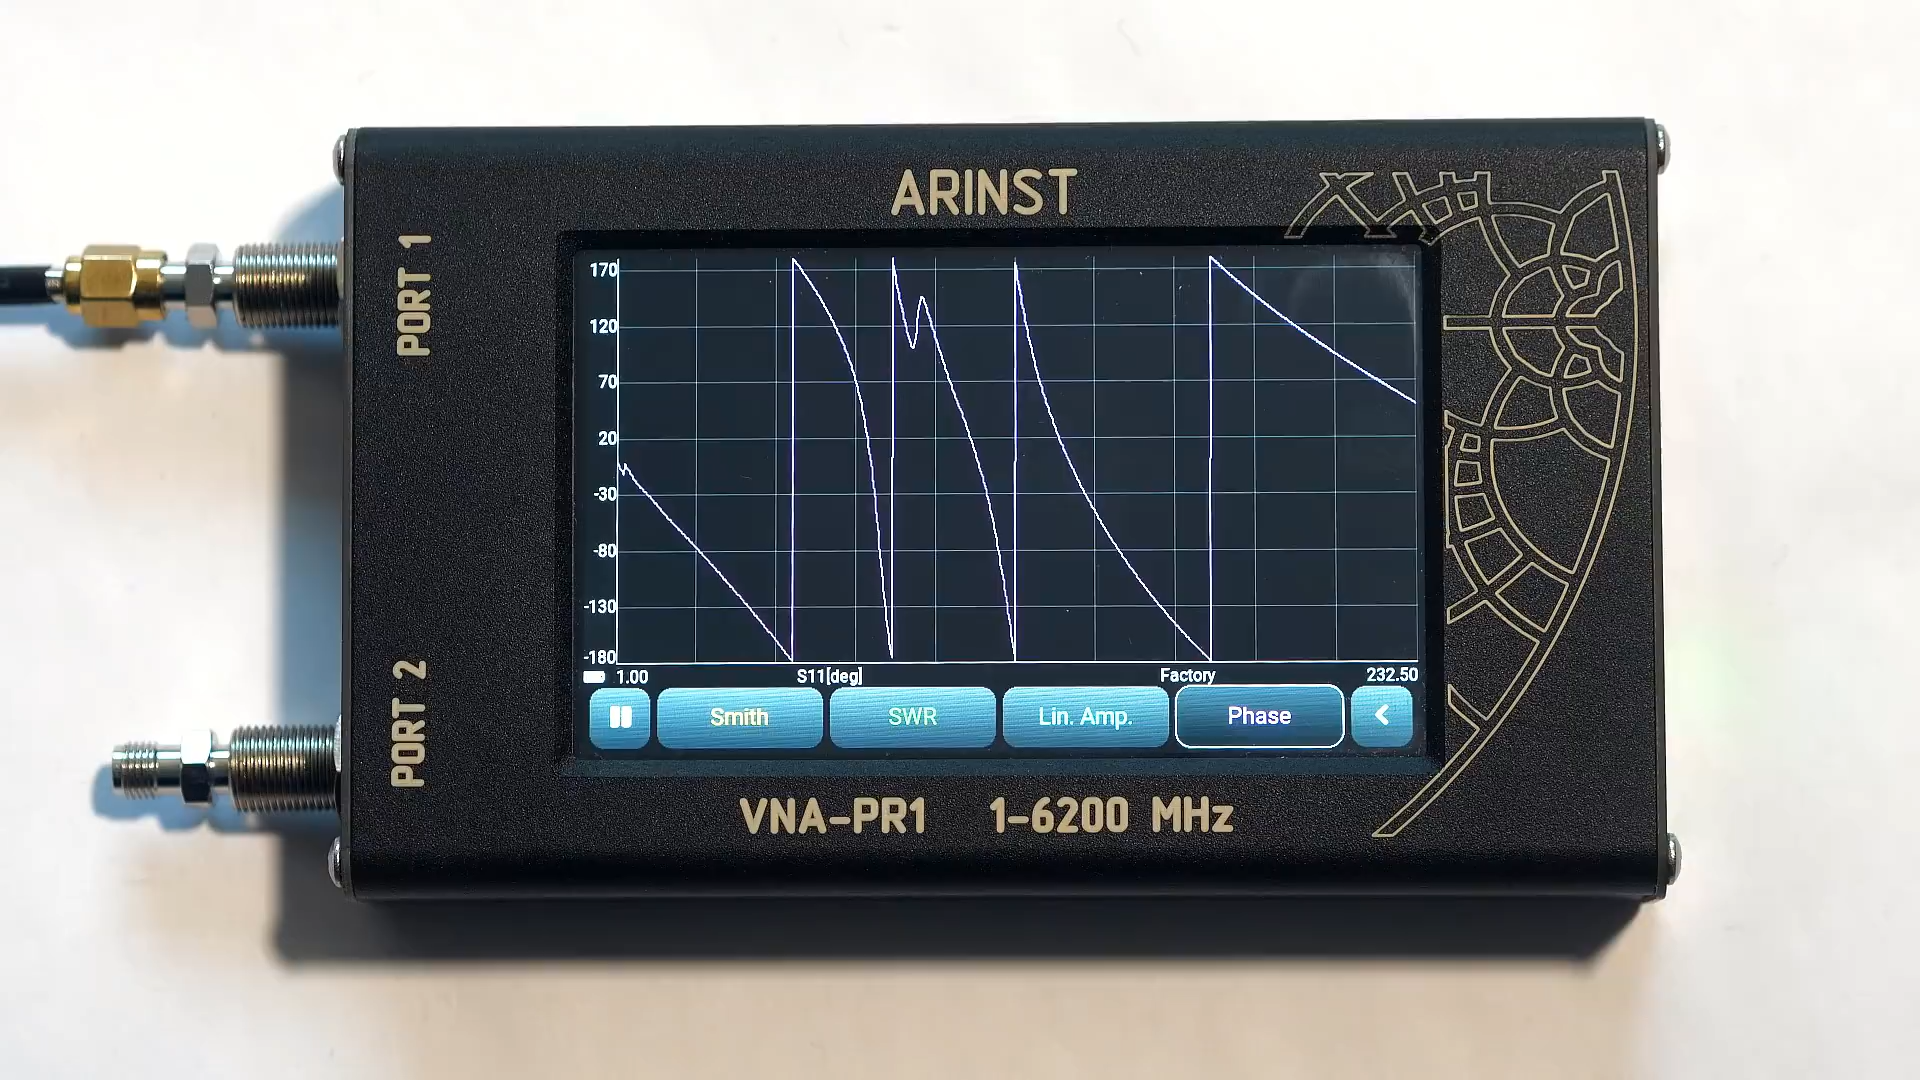 ARINST
PORT 1
170
120
70
20
-30
-80
-130
-180
1.00 S11[deg] Factory 232.50
Smith SWR Lin. Amp. Phase
PORT 2
VNA-PR1 1-6200 MHz